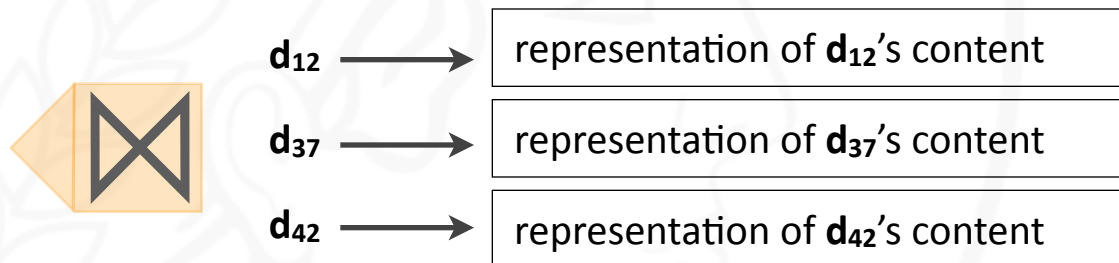 d12 representation of d12's content
d37 representation of d37's content
d42 representation of d42's content